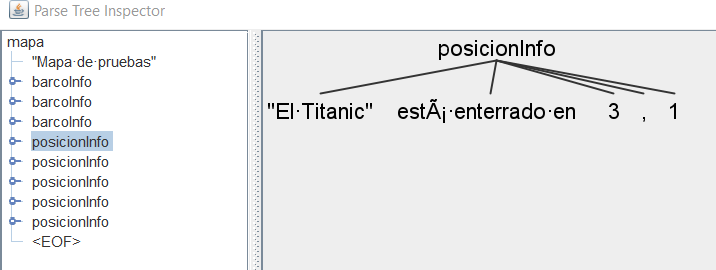 Parse Tree Inspector
mapa
"Mapa·de·pruebas"
barcoInfo
barcoInfo
barcoInfo
posicionInfo
posicionInfo
posicionInfo
posicionInfo
posicionInfo
<EOF>
posicionInfo
"El·Titanic" estÃ¡·enterrado·en 3 , 1